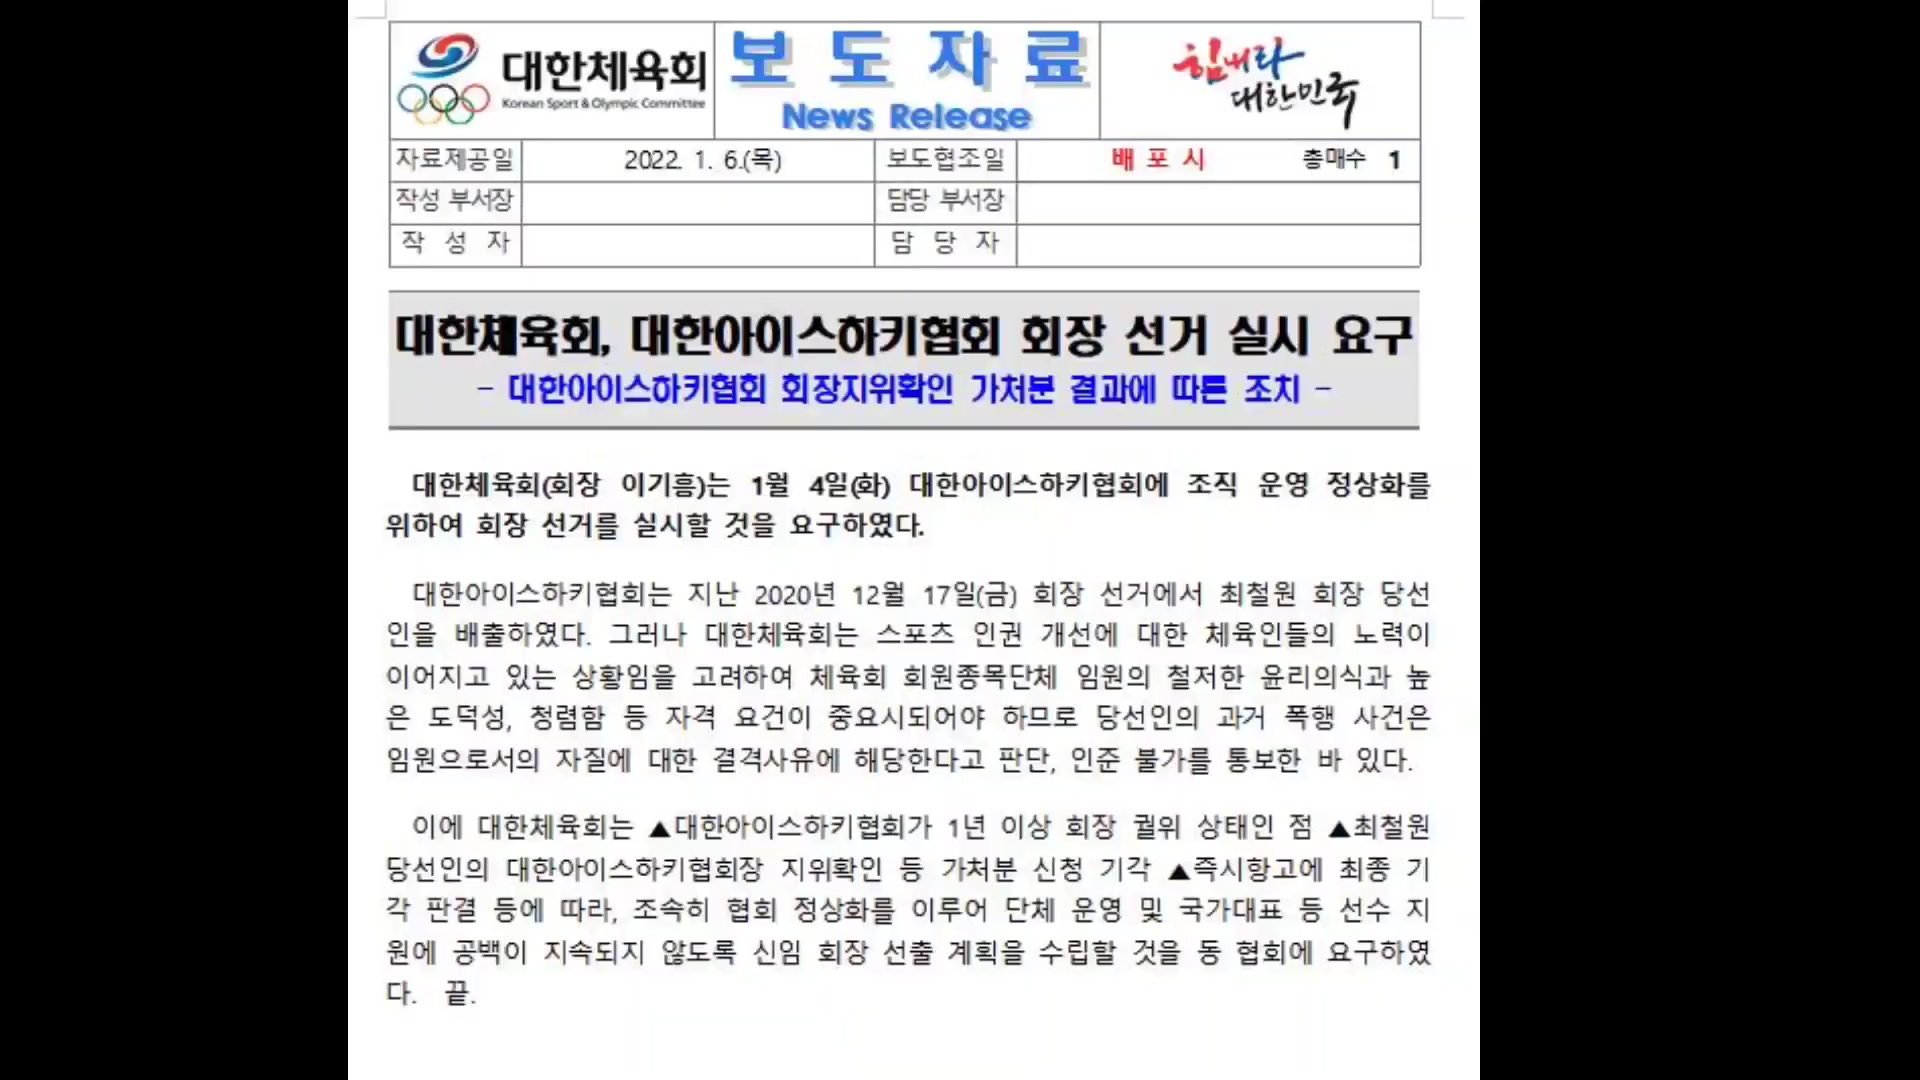 대한체육회
Korean Sport & Olympic Committee
보 도 자 료
News Release
힘내라
대한민국
자료제공일 2022. 1. 6.(목) 보도협조일 배 포 시 총매수 1
작성 부서장 담당 부서장
작 성 자 담 당 자
대한체육회, 대한아이스하키협회 회장 선거 실시 요구
- 대한아이스하키협회 회장지위확인 가처분 결과에 따른 조치 -
대한체육회(회장 이기흥)는 1월 4일(화) 대한아이스하키협회에 조직 운영 정상화를
위하여 회장 선거를 실시할 것을 요구하였다.
대한아이스하키협회는 지난 2020년 12월 17일(금) 회장 선거에서 최철원 회장 당선
인을 배출하였다. 그러나 대한체육회는 스포츠 인권 개선에 대한 체육인들의 노력이
이어지고 있는 상황임을 고려하여 체육회 회원종목단체 임원의 철저한 윤리의식과 높
은 도덕성, 청렴함 등 자격 요건이 중요시되어야 하므로 당선인의 과거 폭행 사건은
임원으로서의 자질에 대한 결격사유에 해당한다고 판단, 인준 불가를 통보한 바 있다.
이에 대한체육회는 ▲대한아이스하키협회가 1년 이상 회장 궐위 상태인 점 ▲최철원
당선인의 대한아이스하키협회장 지위확인 등 가처분 신청 기각 ▲즉시항고에 최종 기
각 판결 등에 따라, 조속히 협회 정상화를 이루어 단체 운영 및 국가대표 등 선수 지
원에 공백이 지속되지 않도록 신임 회장 선출 계획을 수립할 것을 동 협회에 요구하였
다. 끝.